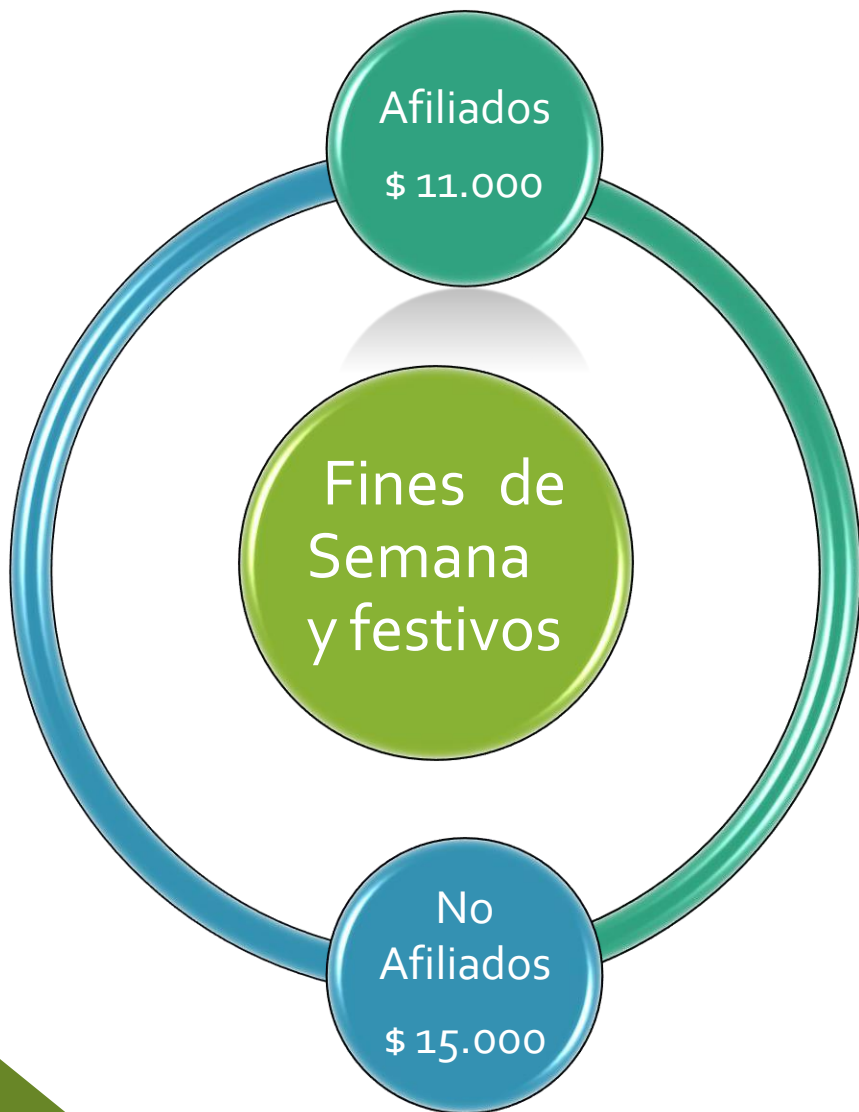 Afiliados
$ 11.000
Fines de
Semana
y festivos
No
Afiliados
$ 15.000